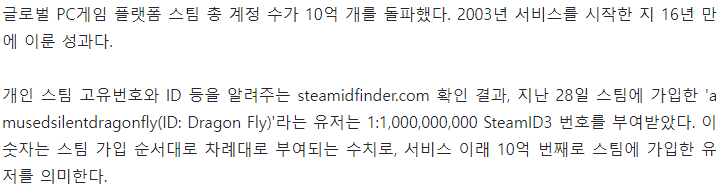 글로벌 PC게임 플랫폼 스팀 총 계정 수가 10억 개를 돌파했다. 2003년 서비스를 시작한 지 16년 만
에 이룬 성과다.
개인 스팀 고유번호와 ID 등을 알려주는 steamidfinder.com 확인 결과, 지난 28일 스팀에 가입한 'a
musedsilentdragonfly(ID: Dragon Fly)'라는 유저는 1:1,000,000,000 SteamID3 번호를 부여받았다. 이
숫자는 스팀 가입 순서대로 차례대로 부여되는 수치로, 서비스 이래 10억 번째로 스팀에 가입한 유
저를 의미한다.